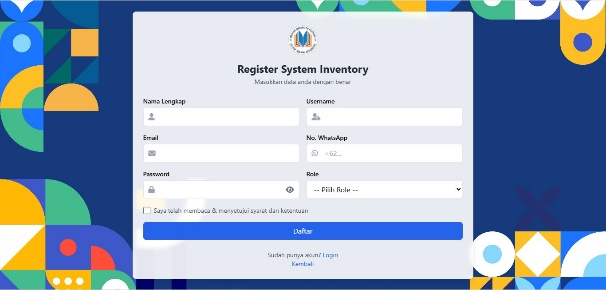 Register System Inventory
Masukkan data anda dengan benar
Nama Lengkap
Username
Email
No. WhatsApp
+62...
Password
Role
-- Pilih Role --
Saya telah membaca & menyetujui syarat dan ketentuan
Daftar
Sudah punya akun? Login
Kembali